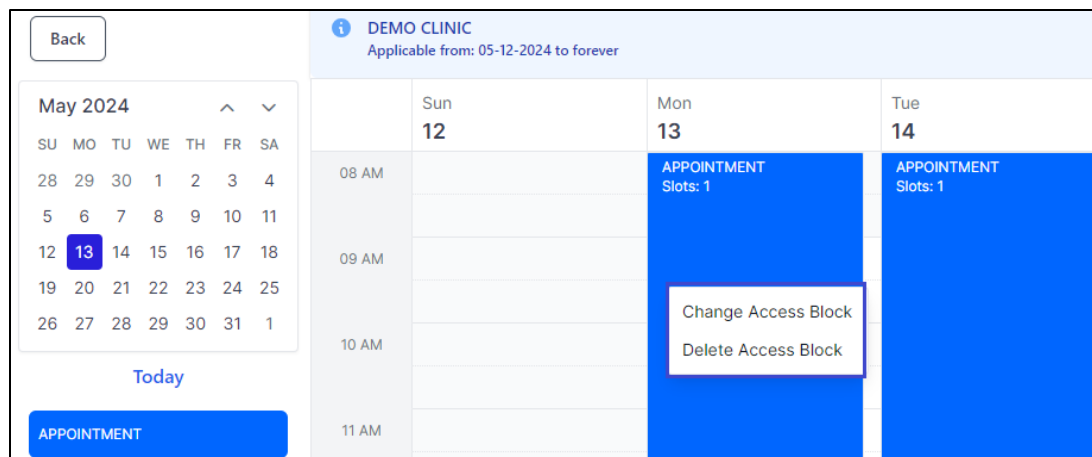 Back
DEMO CLINIC
Applicable from: 05-12-2024 to forever
May 2024
SU MO TU WE TH FR SA
28 29 30 1 2 3 4
5 6 7 8 9 10 11
12 13 14 15 16 17 18
19 20 21 22 23 24 25
26 27 28 29 30 31 1
Today
APPOINTMENT
Sun
12
Mon
13
Tue
14
08 AM
09 AM
10 AM
11 AM
APPOINTMENT
Slots: 1
Change Access Block
Delete Access Block
APPOINTMENT
Slots: 1